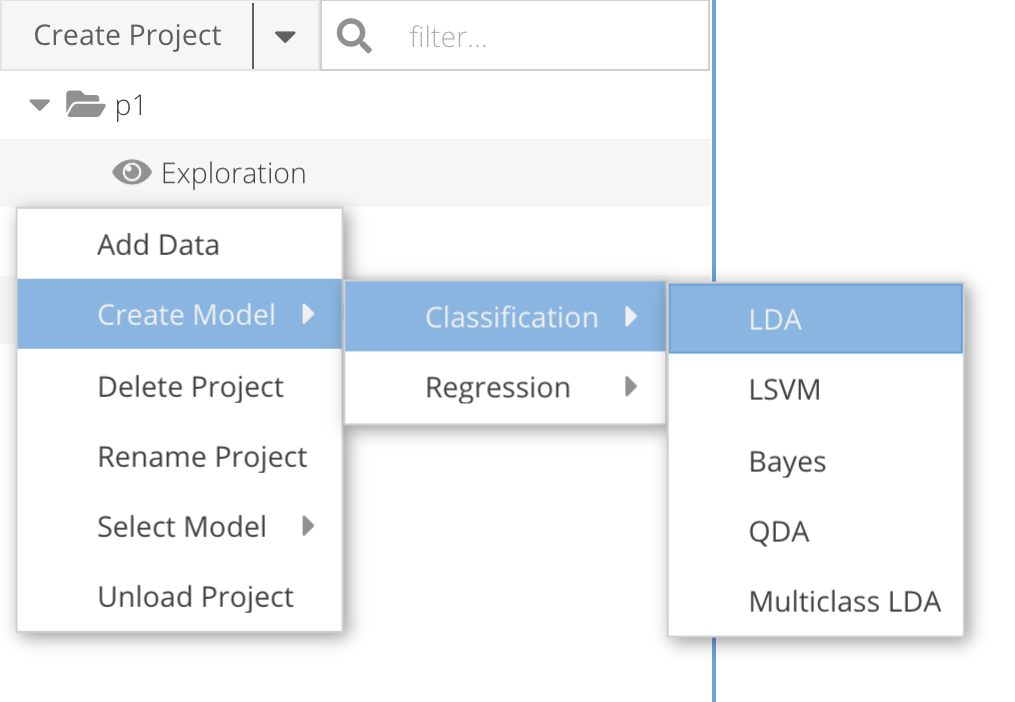 Create Project
filter...
p1
Exploration
Add Data
Create Model
Delete Project
Rename Project
Select Model
Unload Project
Classification
Regression
LDA
LSVM
Bayes
QDA
Multiclass LDA